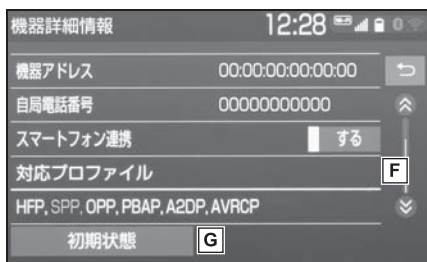 機器詳細情報 12:28
機器アドレス 00:00:00:00:00:00
自局電話番号 00000000000
スマートフォン連携 する
対応プロファイル
F
HFP, SPP, OPP, PBAP, A2DP, AVRCP
初期状態 G